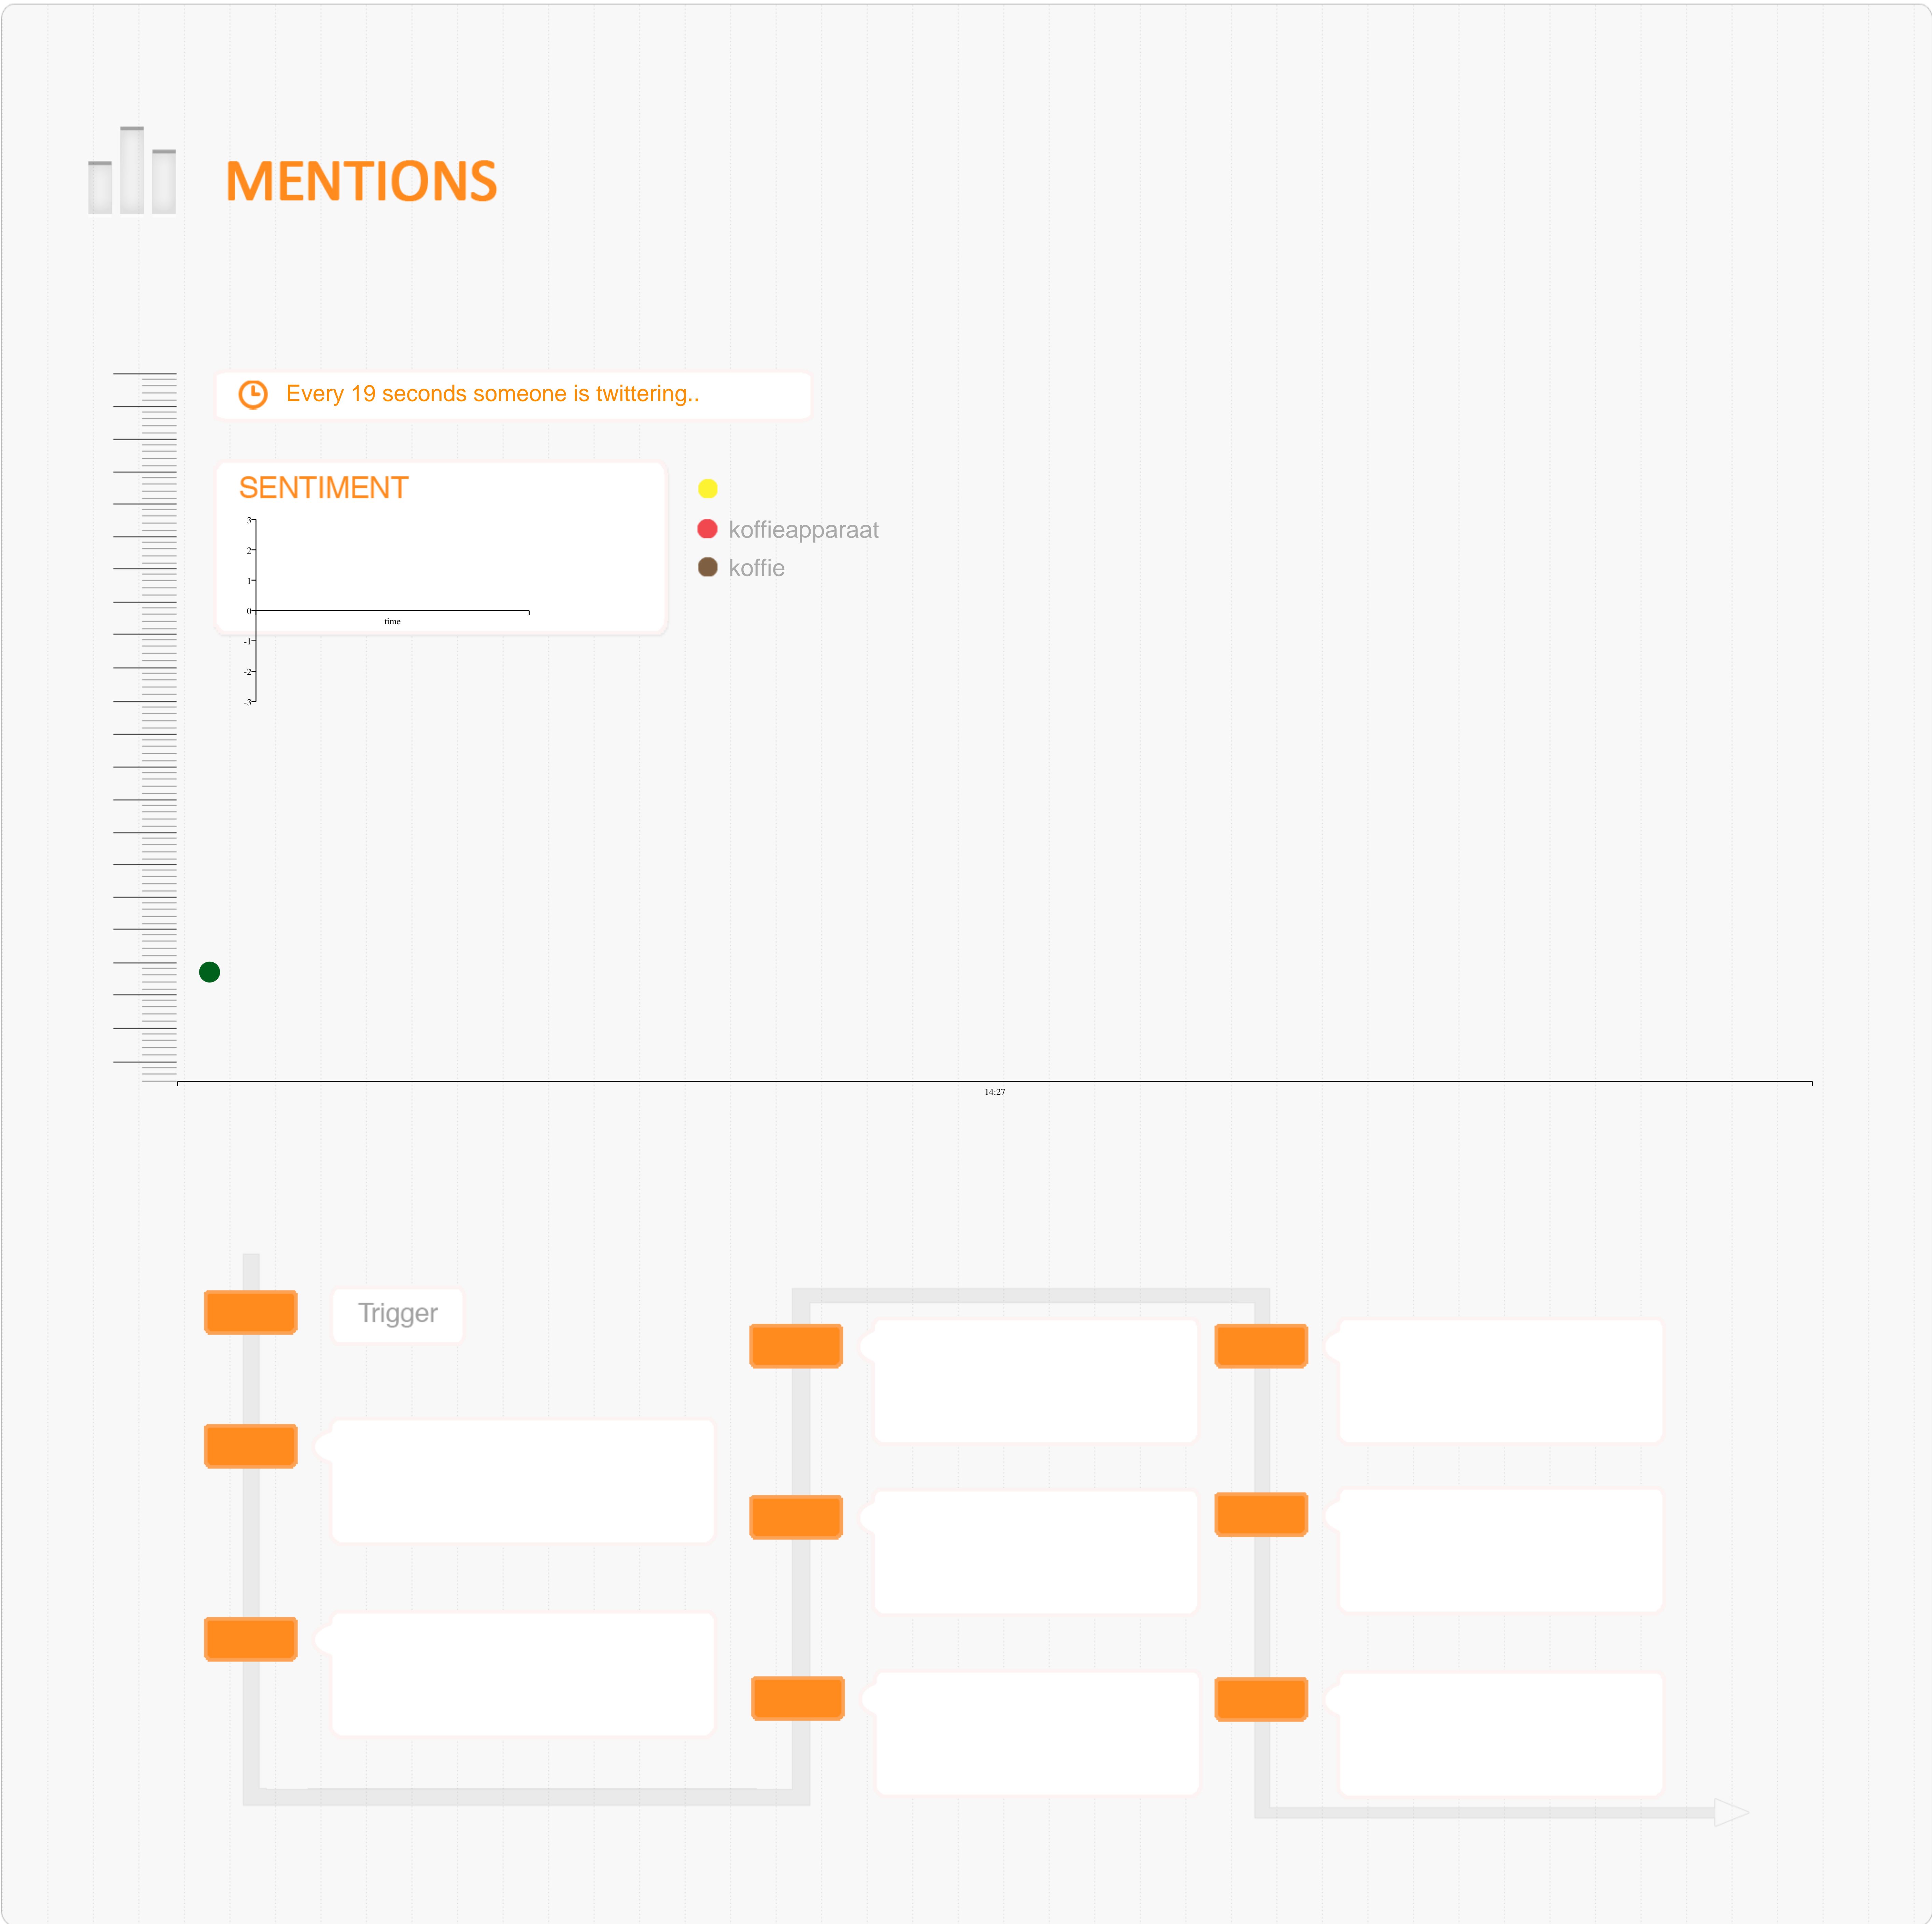 MENTIONS
Every 19 seconds someone is twittering..
SENTIMENT
koffieapparaat
koffie
3
2
1
0
time
-1
-2
-3
14:27
Trigger